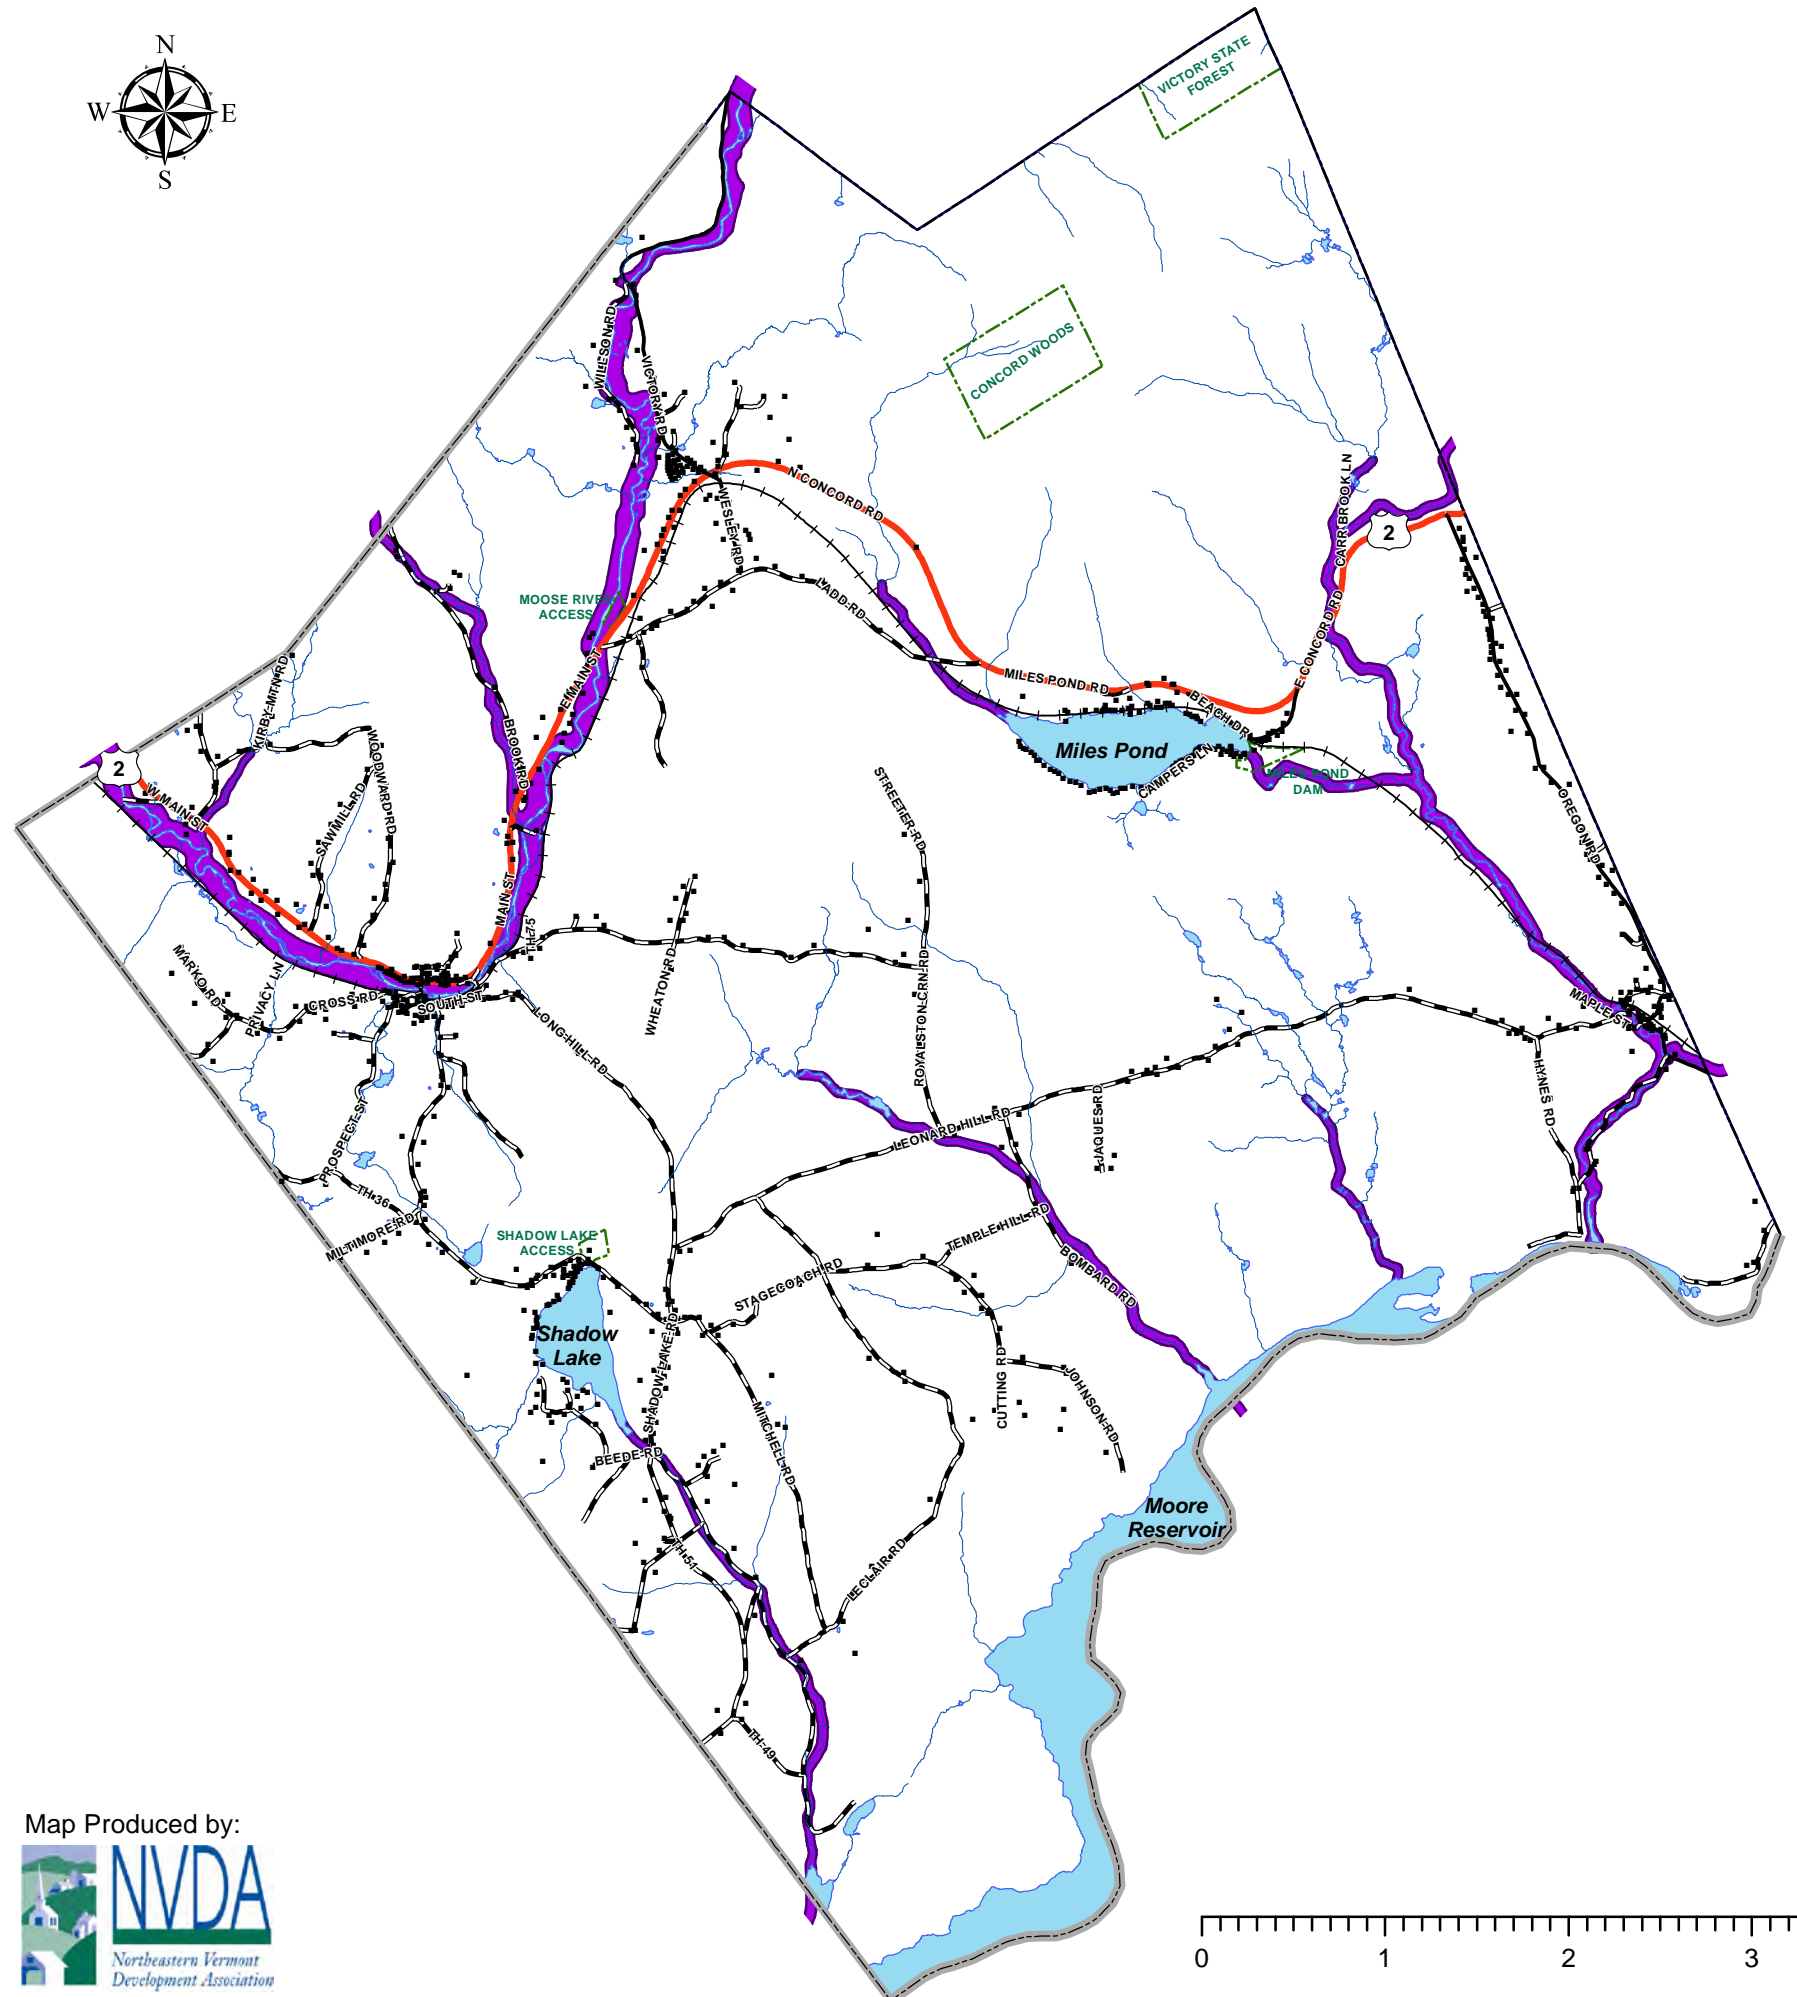 N
W
E
S
VICTORY STATE
FOREST
CONCORD WOODS
WILLSON RD
VICTORY RD
N CONCORD RD
WESLEY RD
LADD RD
CARR BROOK LN
2
MOOSE RIVER
ACCESS
E MAIN ST
E CONCORD RD
MILES POND RD
BEACH DR
Miles Pond
CAMPERS LN
MILES POND
DAM
KIRBY MTN RD
BROOK RD
WOODWARD RD
2
W MAIN ST
SAWMILL RD
STREETER RD
OREGON RD
MAIN ST
TH-75
WHEATON RD
MARKO RD
PRIVACY LN
CROSS RD
SOUTH ST
LONG HILL RD
ROYALSTON CRN RD
MAPLE ST
HYNES RD
PROSPECT ST
LEONARD HILL RD
JAQUES RD
TH-36
MILTIMORE RD
SHADOW LAKE
ACCESS
TEMPLE HILL RD
BOMBARD RD
STAGECOACH RD
Shadow
Lake
SHADOW LAKE RD
CUTTING RD
JOHNSON RD
MITCHELL RD
BEEDE RD
Moore
Reservoir
TH-51
LECLAIR RD
TH-49
Map Produced by:
NVDA
Northeastern Vermont
Development Association
0 1 2 3